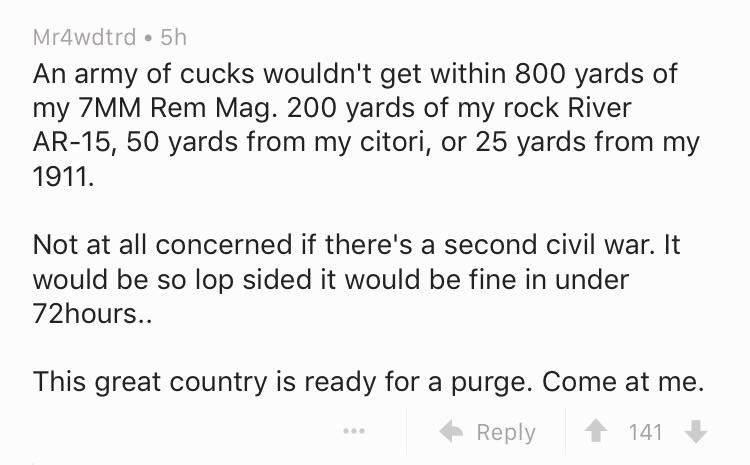 Mr4wdtrd • 5h
An army of cucks wouldn't get within 800 yards of
my 7MM Rem Mag. 200 yards of my rock River
AR-15, 50 yards from my citori, or 25 yards from my
1911.
Not at all concerned if there's a second civil war. It
would be so lop sided it would be fine in under
72hours..
This great country is ready for a purge. Come at me.
Reply 141